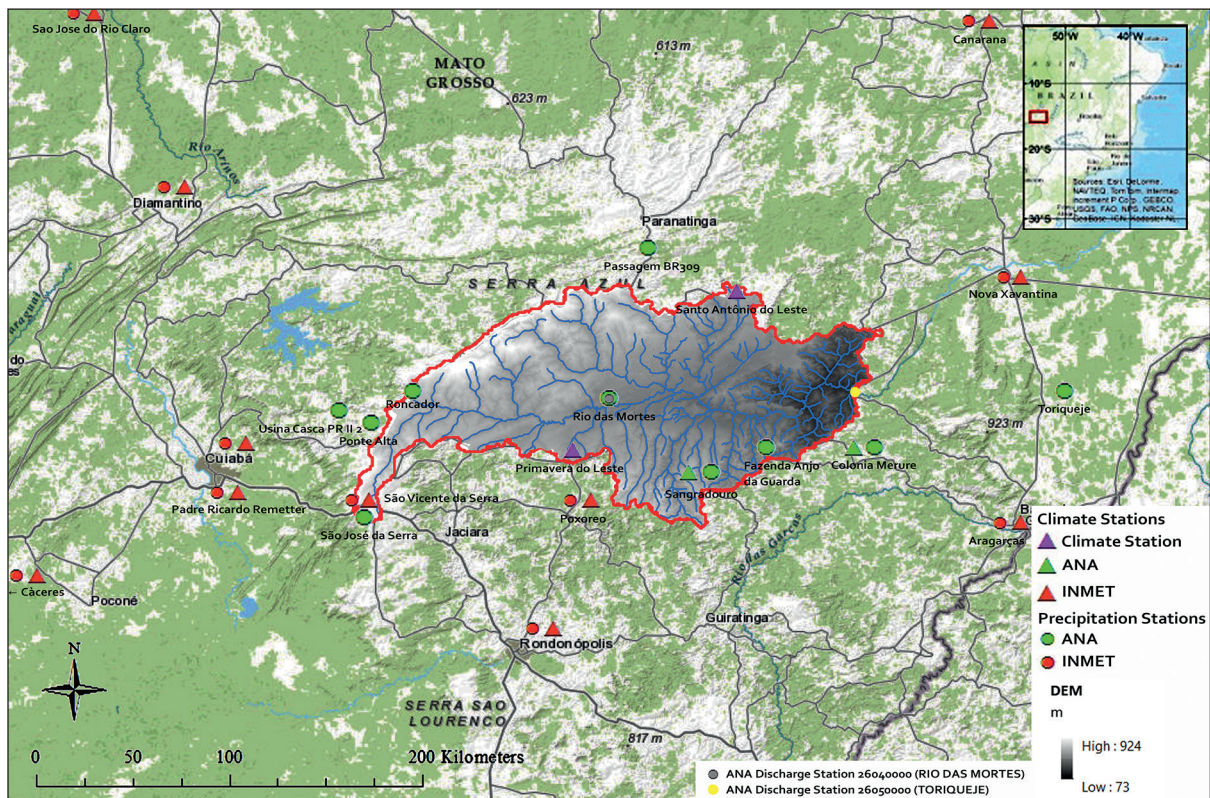 Sao Jose do Rio Claro
MATO
GROSSO
613 m
623 m
Canarana
50°W
40°W
10°S
BRAZIL
20°S
30°S
Sources: Esri, DeLorme,
NAVTEQ, TomTom, Intermap,
increment P Corp., GEBCO,
USGS, FAO, NPS, NRCAN,
GeoBase, IGN, Kadaster NL,
Rio Arinos
Diamantino
Paranatinga
Passagem BR309
SERRA AZUL
Santo Antônio do Leste
Nova Xavantina
do
es
Roncador
Usina Casca PR II 2
Ponte Alta
Rio das Mortes
Toriqueje
923 m
Cuiabá
Primavera do Leste
Fazenda Anjo
da Guarda
Colonia Merure
Sangradouro
Padre Ricardo Remetter
São Vicente da Serra
São José da Serra
Jaciara
Poxoreo
Rio das Garças
Aragarças
← Càceres
Poconé
Guiratinga
Rondonópolis
SERRA SAO
LOURENCO
817 m
N
0 100 200 Kilometers
Climate Stations
Climate Station
ANA
INMET
Precipitation Stations
ANA
INMET
DEM
m
High : 924
Low : 73
ANA Discharge Station 26040000 (RIO DAS MORTES)
ANA Discharge Station 26050000 (TORIQUEJE)